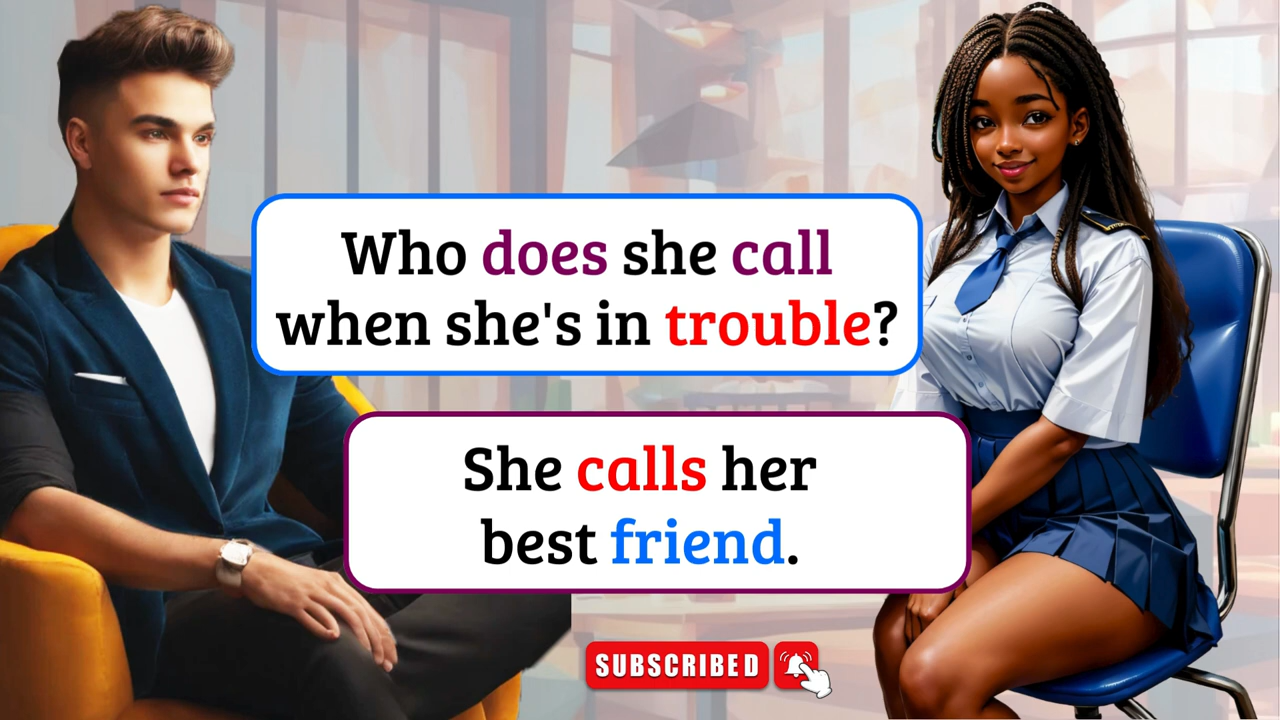 Who does she call
when she's in trouble?
She calls her
best friend.
SUBSCRIBED